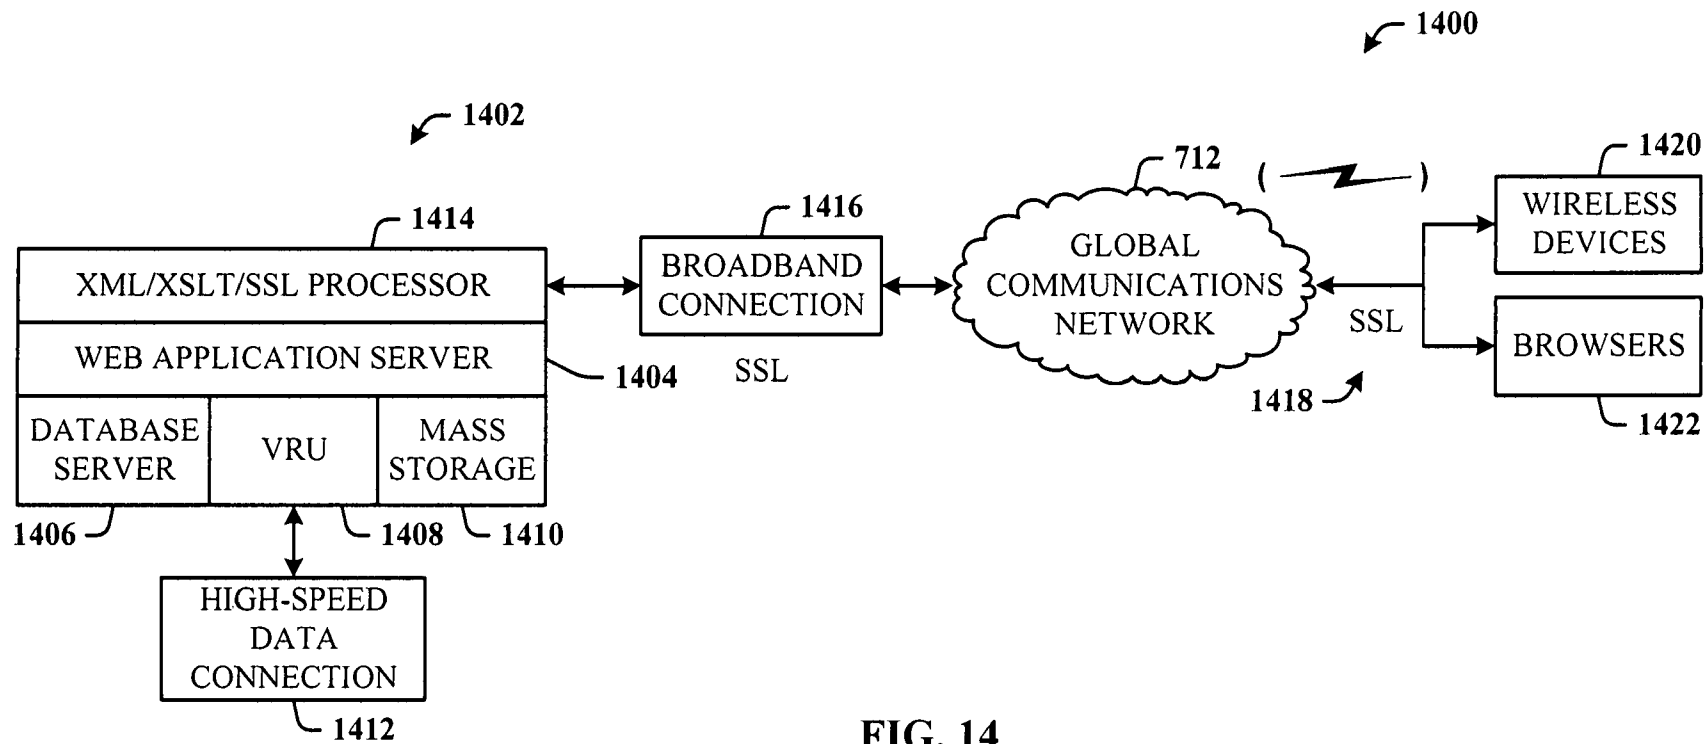 1400
1402
712
1420
WIRELESS
DEVICES
1416
1414
BROADBAND
CONNECTION
GLOBAL
COMMUNICATIONS
NETWORK
XML/XSLT/SSL PROCESSOR
SSL
BROWSERS
WEB APPLICATION SERVER
1404
SSL
1418
1422
DATABASE
SERVER
VRU
MASS
STORAGE
1406
1408
1410
HIGH-SPEED
DATA
CONNECTION
1412
FIG. 14